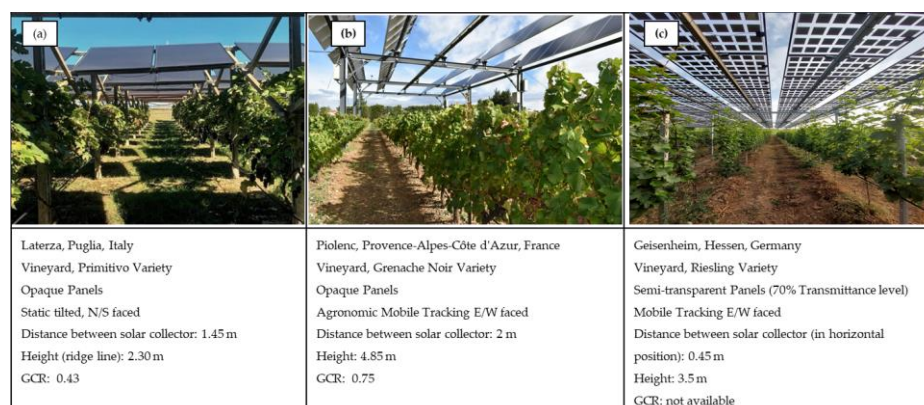 (a)
(b)
(c)
Laterza, Puglia, Italy
Vineyard, Primitivo Variety
Opaque Panels
Static tilted, N/S faced
Distance between solar collector: 1.45 m
Height (ridge line): 2.30 m
GCR: 0.43
Piolenc, Provence-Alpes-Côte d'Azur, France
Vineyard, Grenache Noir Variety
Opaque Panels
Agronomic Mobile Tracking E/W faced
Distance between solar collector: 2 m
Height: 4.85 m
GCR: 0.75
Geisenheim, Hessen, Germany
Vineyard, Riesling Variety
Semi-transparent Panels (70% Transmittance level)
Mobile Tracking E/W faced
Distance between solar collector (in horizontal
position): 0.45 m
Height: 3.5 m
GCR: not available